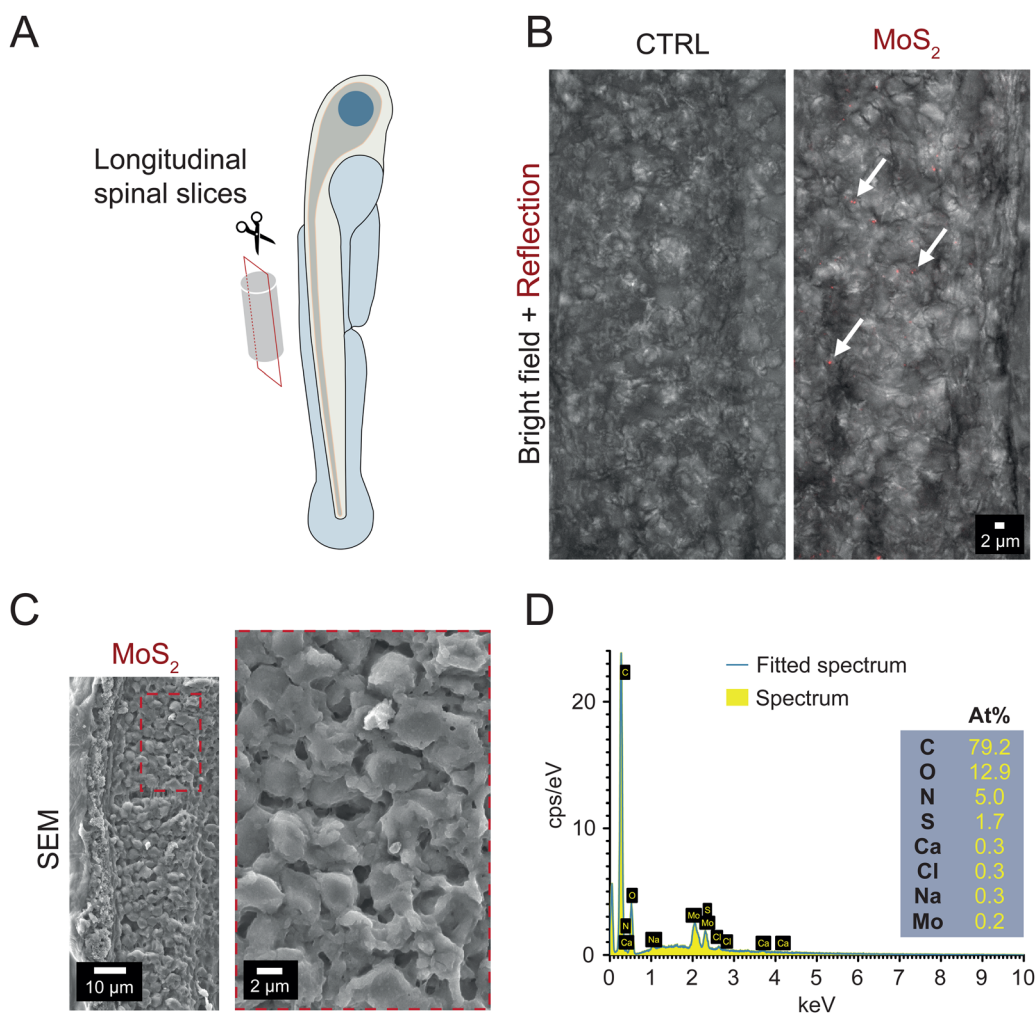 A
Longitudinal
spinal slices
B
CTRL
MoS2
Bright field + Reflection
2 µm
C
MoS2
SEM
10 µm
2 µm
D
Fitted spectrum
Spectrum
cps/eV
20
10
0
C
O
N
Ca
Na
Mo
S
Mo
Cl
Cl
Ca
Ca
0 1 2 3 4 5 6 7 8 9 10
keV
At%
C 79.2
O 12.9
N 5.0
S 1.7
Ca 0.3
Cl 0.3
Na 0.3
Mo 0.2